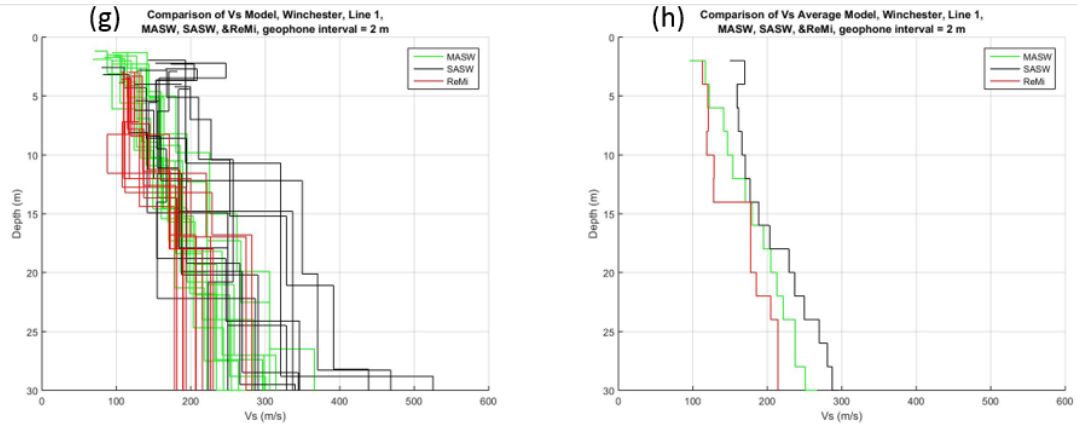 (g)
Comparison of Vs Model, Winchester, Line 1,
MASW, SASW, &ReMi, geophone interval = 2 m
MASW
SASW
ReMi
0
5
10
15
20
25
30
Depth (m)
0 100 200 300 400 500 600
Vs (m/s)
(h)
Comparison of Vs Average Model, Winchester, Line 1,
MASW, SASW, &ReMi, geophone interval = 2 m
MASW
SASW
ReMi
0
5
10
15
20
25
30
Depth (m)
0 100 200 300 400 500 600
Vs (m/s)